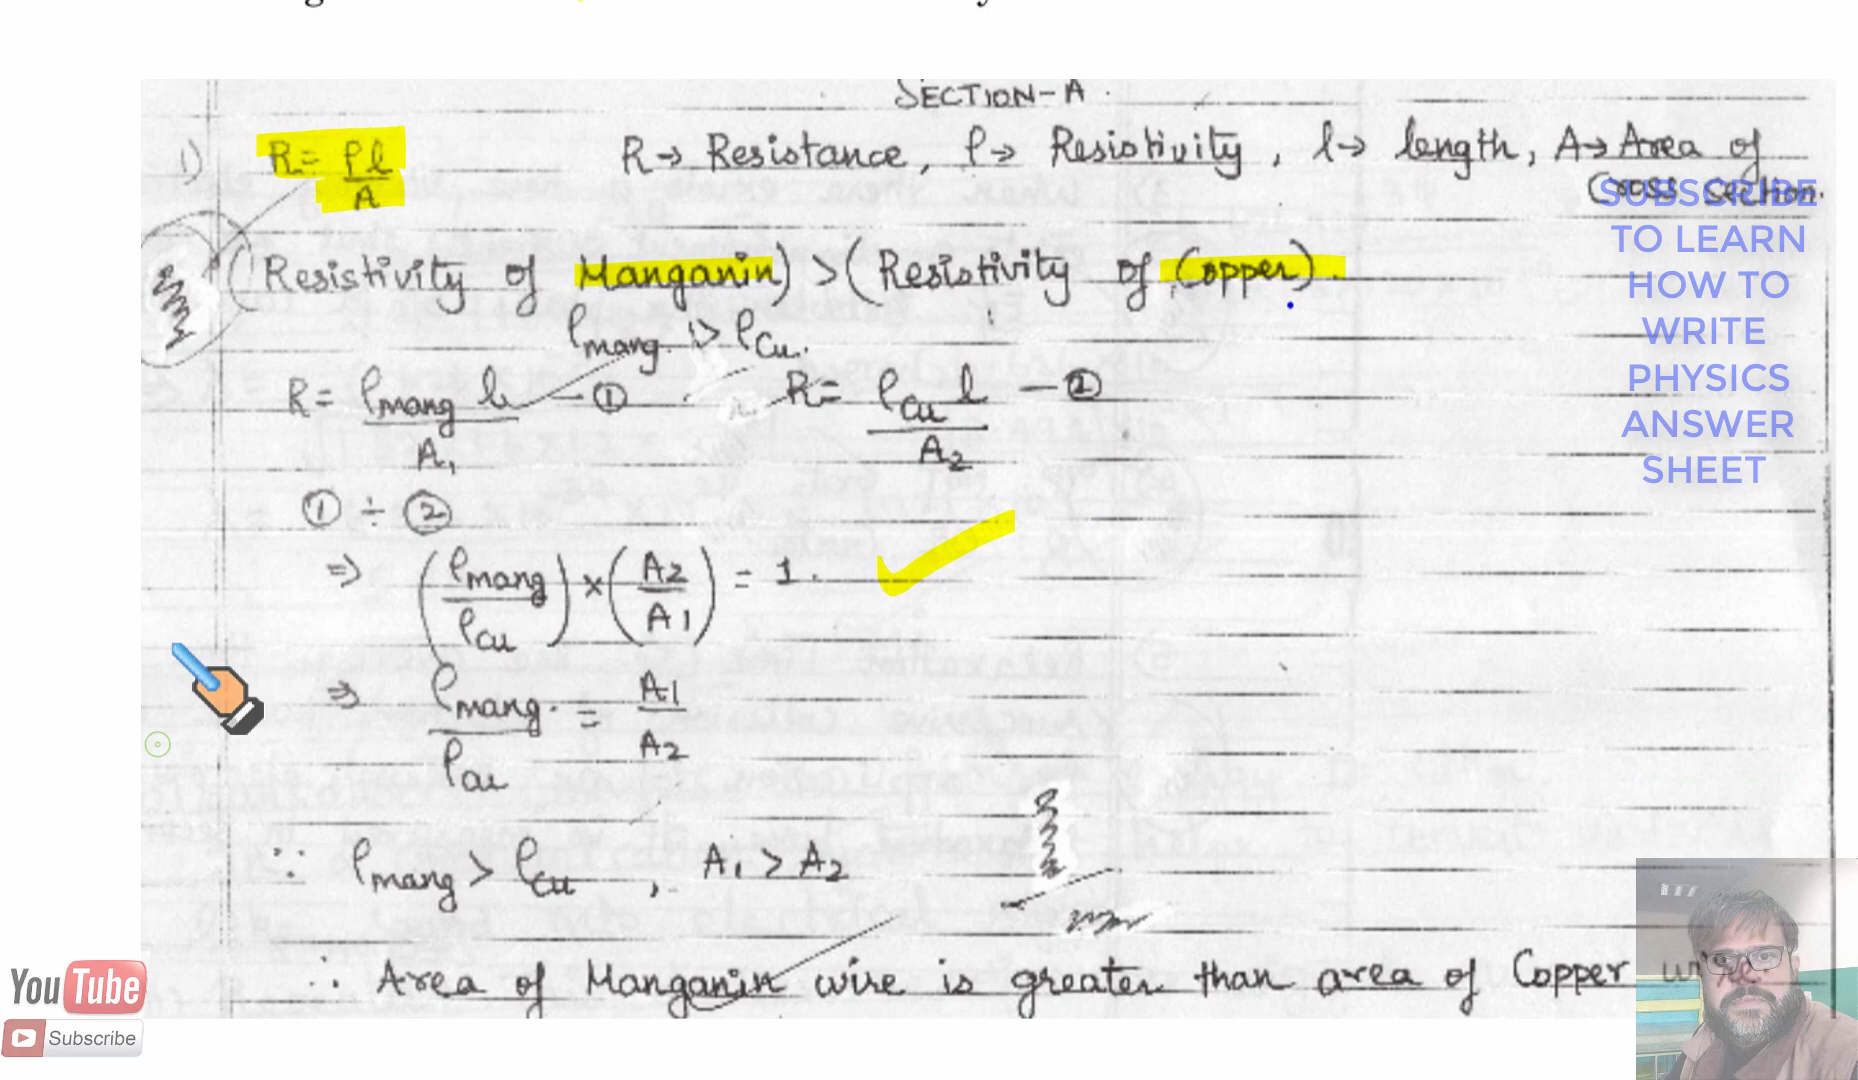 SECTION-A
1) R = ρl/A R → Resistance, ρ → Resistivity, l → length, A → Area of
Cross section.
(Resistivity of Manganin) > (Resistivity of Copper).
ρmang. > ρCu.
R = ρmang l/A1 — ① R = ρCu l/A2 — ②
① ÷ ②
⇒ (ρmang/ρCu) × (A2/A1) = 1.
⇒ ρmang./ρCu = A1/A2
∵ ρmang > ρCu, A1 > A2
∴ Area of Manganin wire is greater than area of Copper
SUBSCRIBE
TO LEARN
HOW TO
WRITE
PHYSICS
ANSWER
SHEET
YouTube
Subscribe